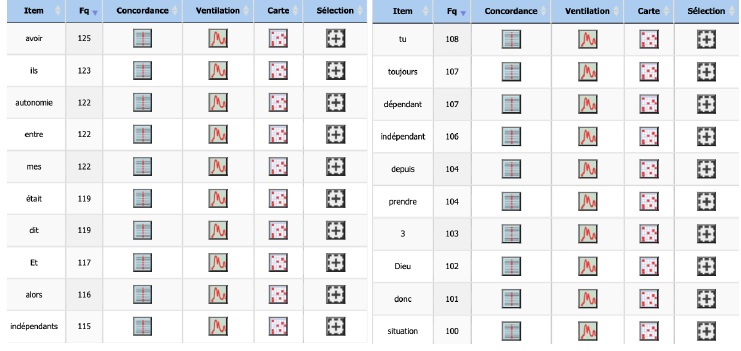 Item Fq Concordance Ventilation Carte Sélection
avoir 125
ils 123
autonomie 122
entre 122
mes 122
était 119
dit 119
Et 117
alors 116
indépendants 115
Item Fq Concordance Ventilation Carte Sélection
tu 108
toujours 107
dépendant 107
indépendant 106
depuis 104
prendre 104
3 103
Dieu 102
donc 101
situation 100